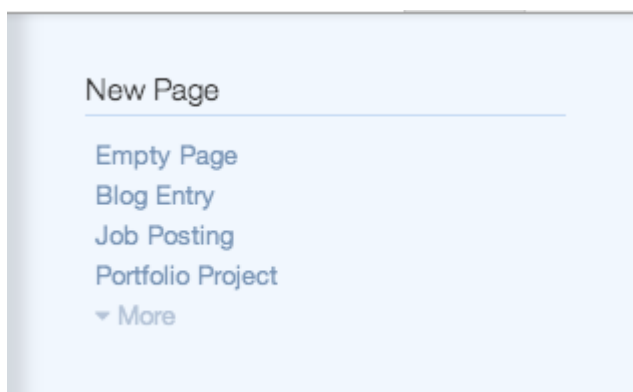 New Page
Empty Page
Blog Entry
Job Posting
Portfolio Project
More